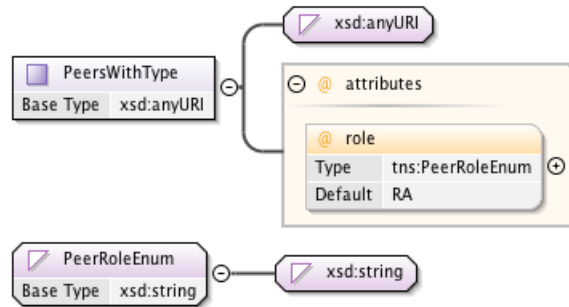 xsd:anyURI
PeersWithType
Base Type xsd:anyURI
@ attributes
@ role
Type tns:PeerRoleEnum
Default RA
PeerRoleEnum
Base Type xsd:string
xsd:string